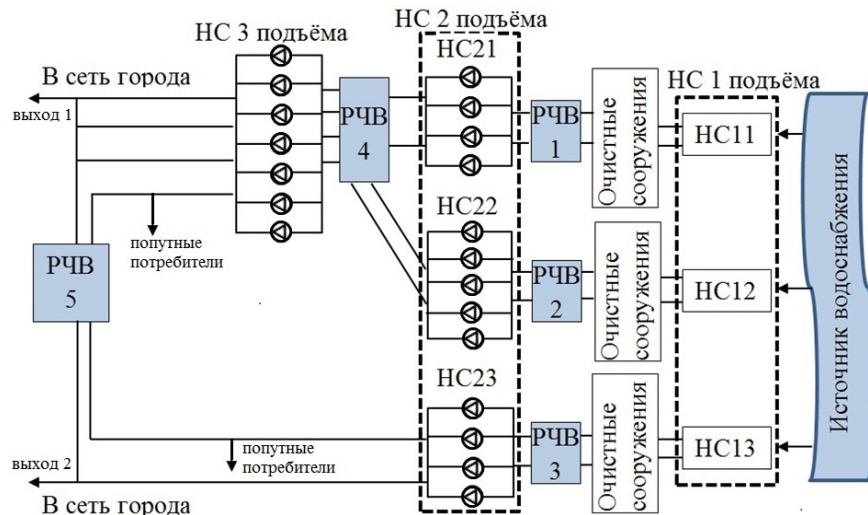 НС 3 подъёма
НС 2 подъёма
НС 1 подъёма
НС21
НС11
В сеть города
выход 1
РЧВ
4
РЧВ
1
Очистные
сооружения
попутные
потребители
НС22
НС12
РЧВ
5
РЧВ
2
Очистные
сооружения
Источник водоснабжения
НС23
НС13
РЧВ
3
Очистные
сооружения
попутные
потребители
выход 2
В сеть города